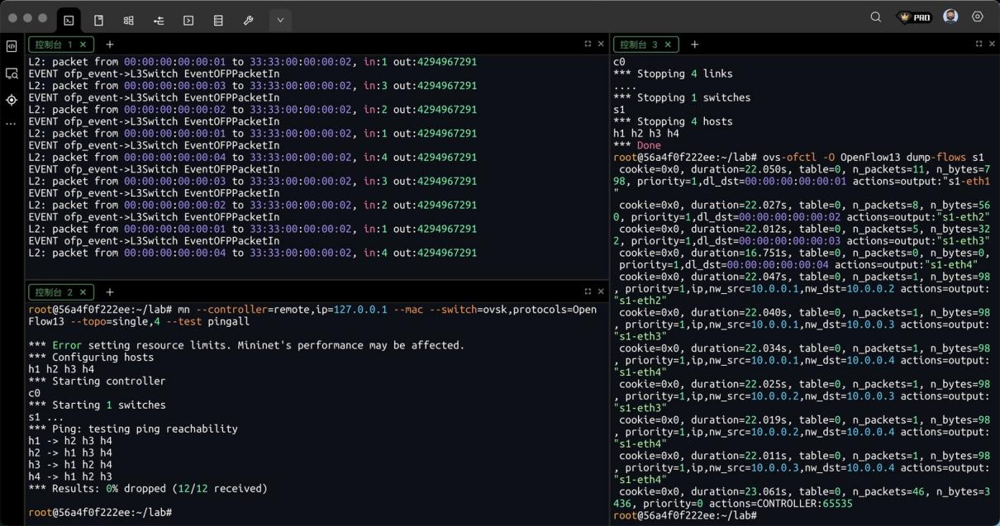 PRO
控制台 1 × +
L2: packet from 00:00:00:00:00:01 to 33:33:00:00:00:02, in:1 out:4294967291
EVENT ofp_event->L3Switch EventOFPPacketIn
L2: packet from 00:00:00:00:00:03 to 33:33:00:00:00:02, in:3 out:4294967291
EVENT ofp_event->L3Switch EventOFPPacketIn
L2: packet from 00:00:00:00:00:02 to 33:33:00:00:00:02, in:2 out:4294967291
EVENT ofp_event->L3Switch EventOFPPacketIn
L2: packet from 00:00:00:00:00:01 to 33:33:00:00:00:02, in:1 out:4294967291
EVENT ofp_event->L3Switch EventOFPPacketIn
L2: packet from 00:00:00:00:00:04 to 33:33:00:00:00:02, in:4 out:4294967291
EVENT ofp_event->L3Switch EventOFPPacketIn
L2: packet from 00:00:00:00:00:03 to 33:33:00:00:00:02, in:3 out:4294967291
EVENT ofp_event->L3Switch EventOFPPacketIn
L2: packet from 00:00:00:00:00:02 to 33:33:00:00:00:02, in:2 out:4294967291
EVENT ofp_event->L3Switch EventOFPPacketIn
L2: packet from 00:00:00:00:00:01 to 33:33:00:00:00:02, in:1 out:4294967291
EVENT ofp_event->L3Switch EventOFPPacketIn
L2: packet from 00:00:00:00:00:04 to 33:33:00:00:00:02, in:4 out:4294967291
控制台 2 × +
root@56a4f0f222ee:~/lab# mn --controller=remote,ip=127.0.0.1 --mac --switch=ovsk,protocols=Open
Flow13 --topo=single,4 --test pingall
*** Error setting resource limits. Mininet's performance may be affected.
*** Configuring hosts
h1 h2 h3 h4
*** Starting controller
c0
*** Starting 1 switches
s1 ...
*** Ping: testing ping reachability
h1 -> h2 h3 h4
h2 -> h1 h3 h4
h3 -> h1 h2 h4
h4 -> h1 h2 h3
*** Results: 0% dropped (12/12 received)
root@56a4f0f222ee:~/lab#
控制台 3 × +
c0
*** Stopping 4 links
....
*** Stopping 1 switches
s1
*** Stopping 4 hosts
h1 h2 h3 h4
*** Done
root@56a4f0f222ee:~/lab# ovs-ofctl -O OpenFlow13 dump-flows s1
cookie=0x0, duration=22.050s, table=0, n_packets=11, n_bytes=7
98, priority=1,dl_dst=00:00:00:00:00:01 actions=output:"s1-eth1
"
cookie=0x0, duration=22.027s, table=0, n_packets=8, n_bytes=56
0, priority=1,dl_dst=00:00:00:00:00:02 actions=output:"s1-eth2"
cookie=0x0, duration=22.012s, table=0, n_packets=5, n_bytes=32
2, priority=1,dl_dst=00:00:00:00:00:03 actions=output:"s1-eth3"
cookie=0x0, duration=16.751s, table=0, n_packets=0, n_bytes=0,
priority=1,dl_dst=00:00:00:00:00:04 actions=output:"s1-eth4"
cookie=0x0, duration=22.047s, table=0, n_packets=1, n_bytes=98
, priority=1,ip,nw_src=10.0.0.1,nw_dst=10.0.0.2 actions=output:
"s1-eth2"
cookie=0x0, duration=22.040s, table=0, n_packets=1, n_bytes=98
, priority=1,ip,nw_src=10.0.0.1,nw_dst=10.0.0.3 actions=output:
"s1-eth3"
cookie=0x0, duration=22.034s, table=0, n_packets=1, n_bytes=98
, priority=1,ip,nw_src=10.0.0.1,nw_dst=10.0.0.4 actions=output:
"s1-eth4"
cookie=0x0, duration=22.025s, table=0, n_packets=1, n_bytes=98
, priority=1,ip,nw_src=10.0.0.2,nw_dst=10.0.0.3 actions=output:
"s1-eth3"
cookie=0x0, duration=22.019s, table=0, n_packets=1, n_bytes=98
, priority=1,ip,nw_src=10.0.0.2,nw_dst=10.0.0.4 actions=output:
"s1-eth4"
cookie=0x0, duration=22.011s, table=0, n_packets=1, n_bytes=98
, priority=1,ip,nw_src=10.0.0.3,nw_dst=10.0.0.4 actions=output:
"s1-eth4"
cookie=0x0, duration=23.061s, table=0, n_packets=46, n_bytes=3
436, priority=0 actions=CONTROLLER:65535
root@56a4f0f222ee:~/lab#